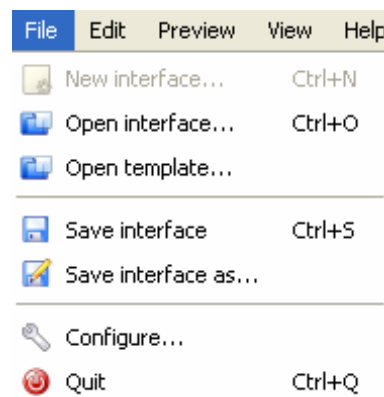 File Edit Preview View Help
New interface... Ctrl+N
Open interface... Ctrl+O
Open template...
Save interface Ctrl+S
Save interface as...
Configure...
Quit Ctrl+Q